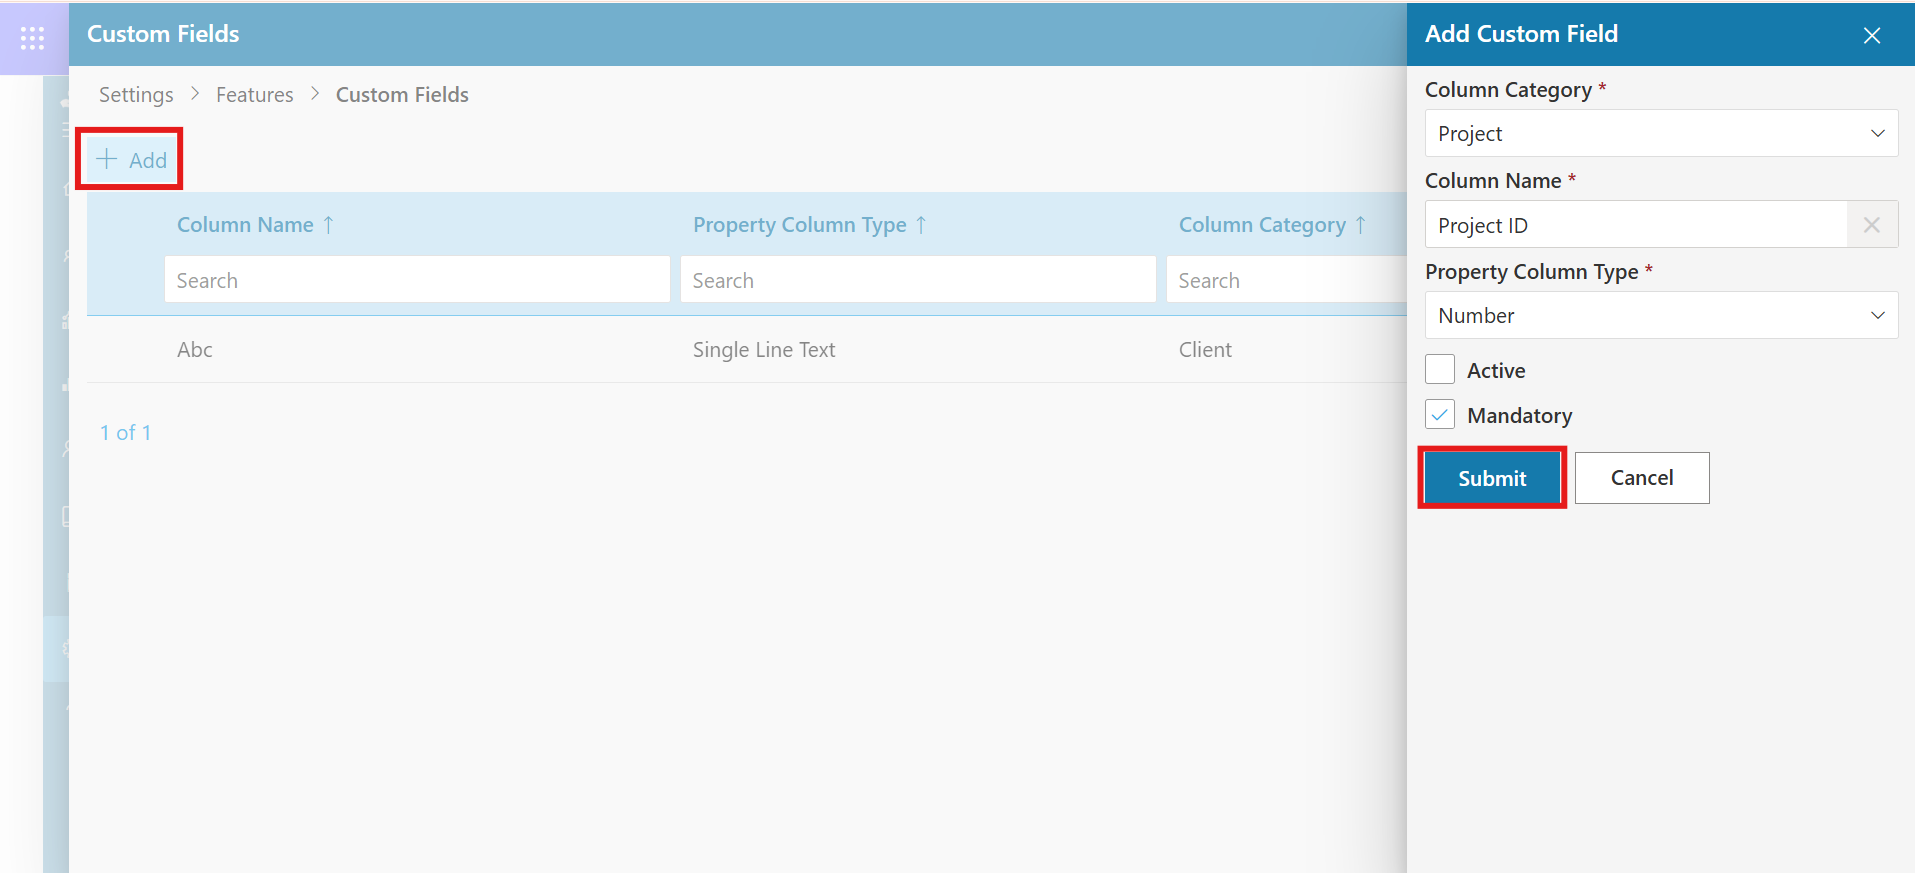 Custom Fields
Settings > Features > Custom Fields
+ Add
Column Name ↑ Property Column Type ↑ Column Category ↑
Search Search Search
Abc Single Line Text Client
1 of 1
Add Custom Field
Column Category *
Project
Column Name *
Project ID
Property Column Type *
Number
Active
Mandatory
Submit Cancel